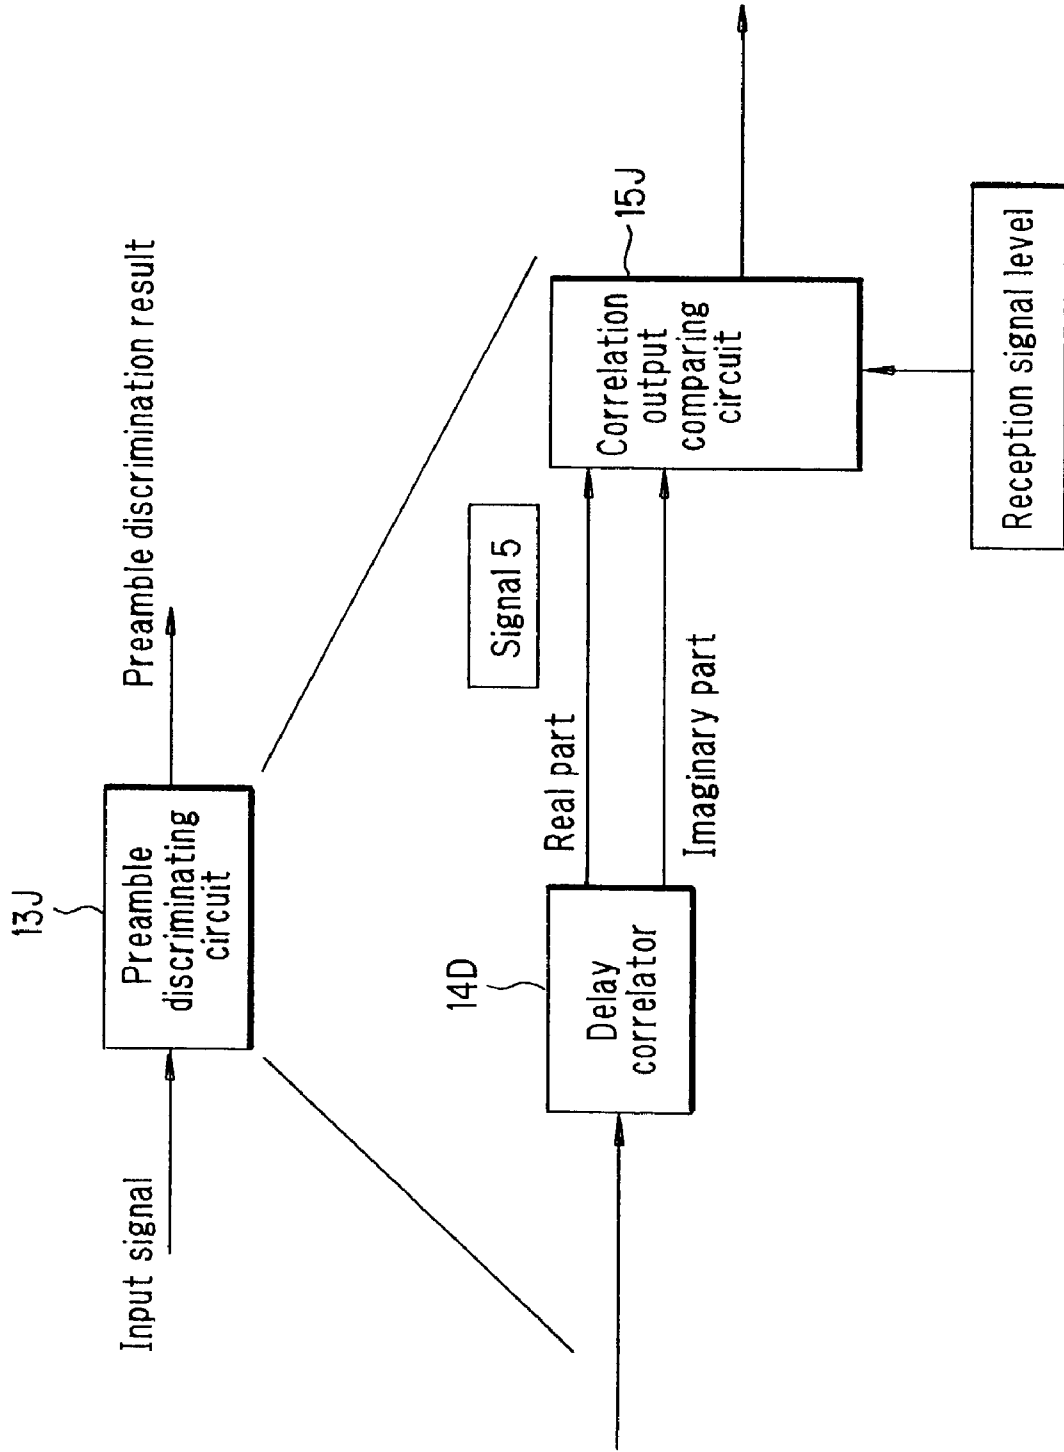 13J
Input signal
Preamble
discriminating
circuit
Preamble discrimination result
14D
Delay
correlator
Real part
Imaginary part
Signal 5
15J
Correlation
output
comparing
circuit
Reception signal level